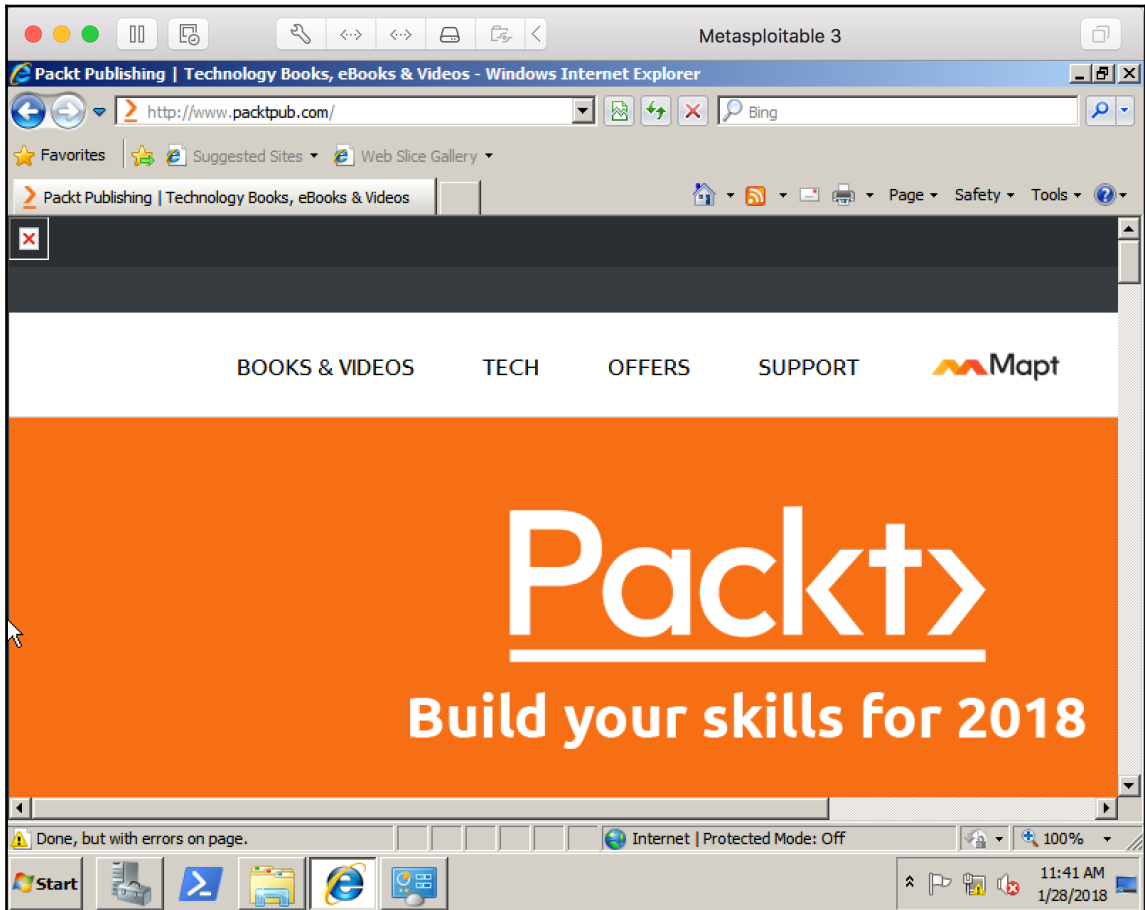 Metasploitable 3
Packt Publishing | Technology Books, eBooks & Videos - Windows Internet Explorer
http://www.packtpub.com/
Bing
Favorites
Suggested Sites
Web Slice Gallery
Packt Publishing | Technology Books, eBooks & Videos
Page
Safety
Tools
BOOKS & VIDEOS
TECH
OFFERS
SUPPORT
Mapt
Packt
Build your skills for 2018
Done, but with errors on page.
Internet | Protected Mode: Off
100%
Start
11:41 AM
1/28/2018